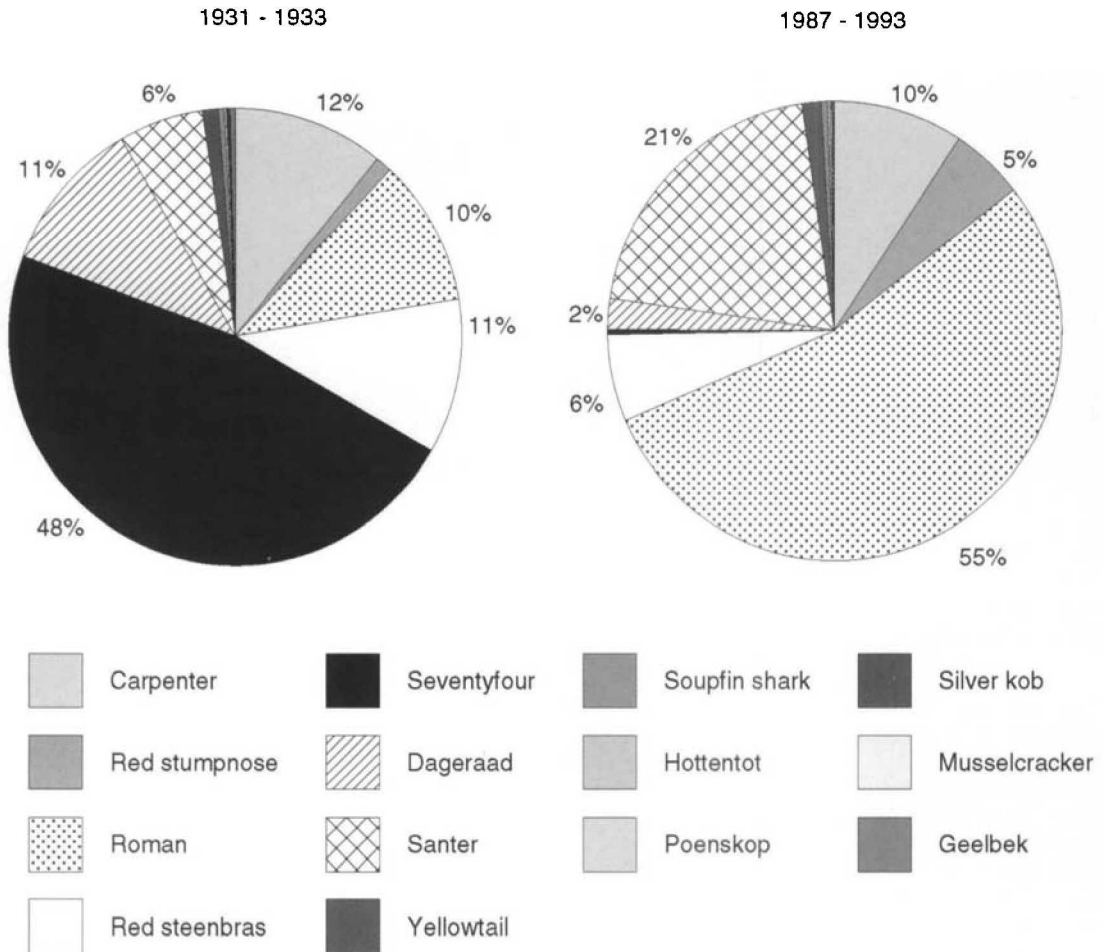 1931 - 1933
1987 - 1993
6%
12%
11%
10%
11%
48%
10%
21%
5%
2%
6%
55%
Carpenter
Seventyfour
Soupfin shark
Silver kob
Red stumpnose
Dageraad
Hottentot
Musselcracker
Roman
Santer
Poenskop
Geelbek
Red steenbras
Yellowtail